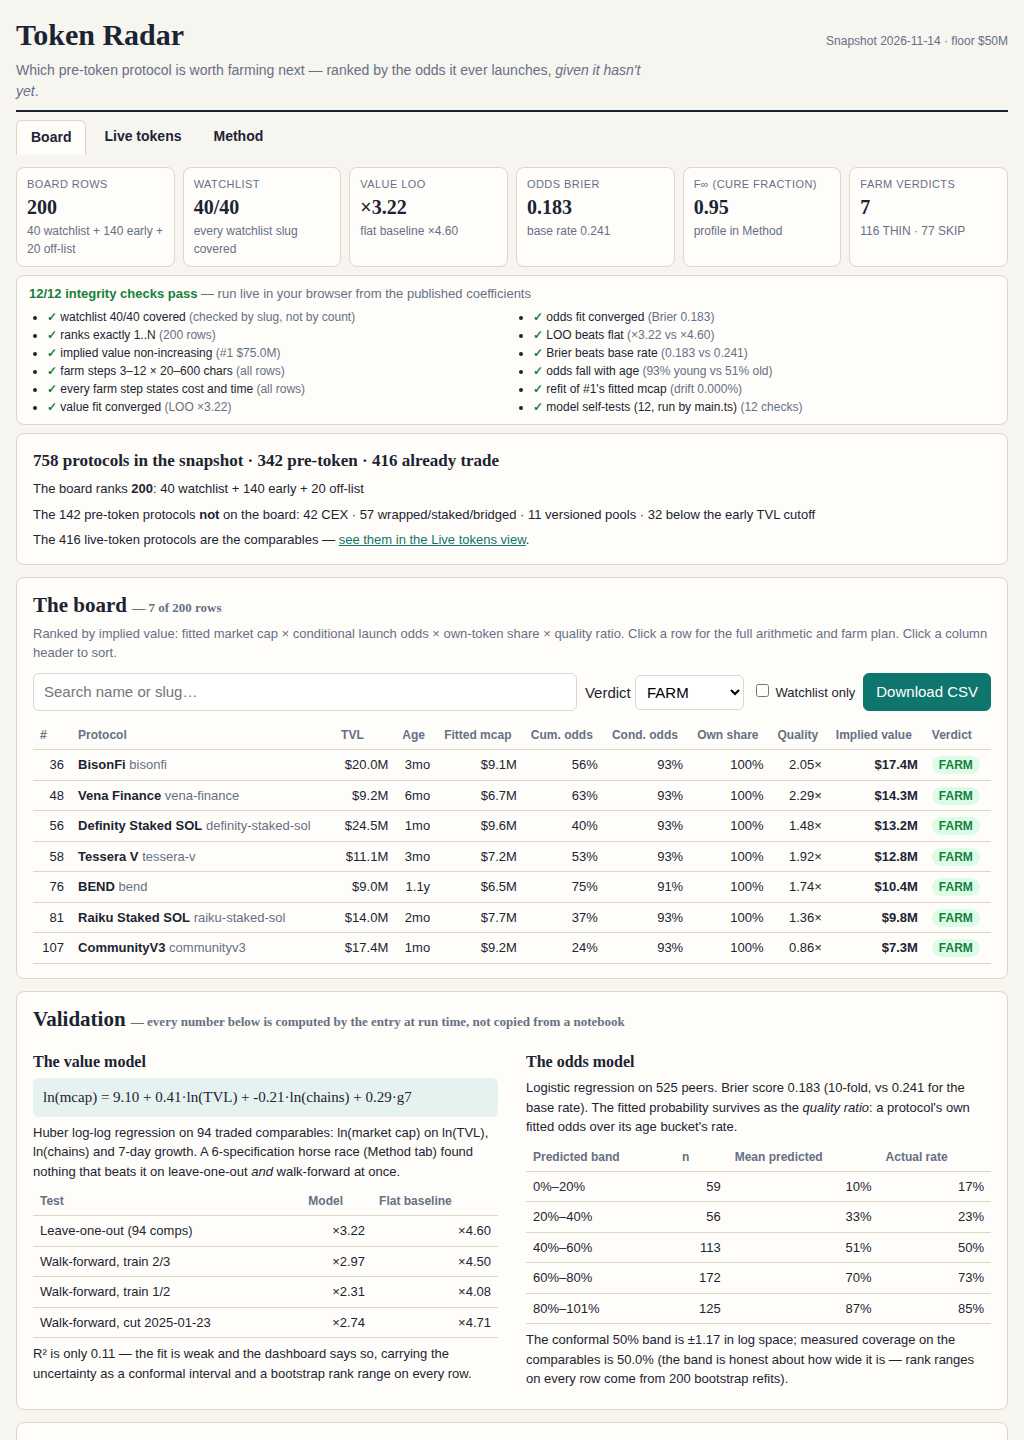 Token Radar
Snapshot 2026-11-14 · floor $50M
Which pre-token protocol is worth farming next — ranked by the odds it ever launches, given it hasn't
yet.
Board Live tokens Method
BOARD ROWS
200
40 watchlist + 140 early +
20 off-list
WATCHLIST
40/40
every watchlist slug
covered
VALUE LOO
×3.22
flat baseline ×4.60
ODDS BRIER
0.183
base rate 0.241
F∞ (CURE FRACTION)
0.95
profile in Method
FARM VERDICTS
7
116 THIN · 77 SKIP
12/12 integrity checks pass — run live in your browser from the published coefficients
✓ watchlist 40/40 covered (checked by slug, not by count)
✓ ranks exactly 1..N (200 rows)
✓ implied value non-increasing (#1 $75.0M)
✓ farm steps 3–12 × 20–600 chars (all rows)
✓ every farm step states cost and time (all rows)
✓ value fit converged (LOO ×3.22)
✓ odds fit converged (Brier 0.183)
✓ LOO beats flat (×3.22 vs ×4.60)
✓ Brier beats base rate (0.183 vs 0.241)
✓ odds fall with age (93% young vs 51% old)
✓ refit of #1's fitted mcap (drift 0.000%)
✓ model self-tests (12, run by main.ts) (12 checks)
758 protocols in the snapshot · 342 pre-token · 416 already trade
The board ranks 200: 40 watchlist + 140 early + 20 off-list
The 142 pre-token protocols not on the board: 42 CEX · 57 wrapped/staked/bridged · 11 versioned pools · 32 below the early TVL cutoff
The 416 live-token protocols are the comparables — see them in the Live tokens view.
The board — 7 of 200 rows
Ranked by implied value: fitted market cap × conditional launch odds × own-token share × quality ratio. Click a row for the full arithmetic and farm plan. Click a column
header to sort.
Search name or slug… Verdict FARM Watchlist only Download CSV
# Protocol TVL Age Fitted mcap Cum. odds Cond. odds Own share Quality Implied value Verdict
36 BisonFi bisonfi $20.0M 3mo $9.1M 56% 93% 100% 2.05× $17.4M FARM
48 Vena Finance vena-finance $9.2M 6mo $6.7M 63% 93% 100% 2.29× $14.3M FARM
56 Definity Staked SOL definity-staked-sol $24.5M 1mo $9.6M 40% 93% 100% 1.48× $13.2M FARM
58 Tessera V tessera-v $11.1M 3mo $7.2M 53% 93% 100% 1.92× $12.8M FARM
76 BEND bend $9.0M 1.1y $6.5M 75% 91% 100% 1.74× $10.4M FARM
81 Raiku Staked SOL raiku-staked-sol $14.0M 2mo $7.7M 37% 93% 100% 1.36× $9.8M FARM
107 CommunityV3 communityv3 $17.4M 1mo $9.2M 24% 93% 100% 0.86× $7.3M FARM
Validation — every number below is computed by the entry at run time, not copied from a notebook
The value model
ln(mcap) = 9.10 + 0.41·ln(TVL) + -0.21·ln(chains) + 0.29·g7
Huber log-log regression on 94 traded comparables: ln(market cap) on ln(TVL),
ln(chains) and 7-day growth. A 6-specification horse race (Method tab) found
nothing that beats it on leave-one-out and walk-forward at once.
Test Model Flat baseline
Leave-one-out (94 comps) ×3.22 ×4.60
Walk-forward, train 2/3 ×2.97 ×4.50
Walk-forward, train 1/2 ×2.31 ×4.08
Walk-forward, cut 2025-01-23 ×2.74 ×4.71
R² is only 0.11 — the fit is weak and the dashboard says so, carrying the
uncertainty as a conformal interval and a bootstrap rank range on every row.
The odds model
Logistic regression on 525 peers. Brier score 0.183 (10-fold, vs 0.241 for the
base rate). The fitted probability survives as the quality ratio: a protocol's own
fitted odds over its age bucket's rate.
Predicted band n Mean predicted Actual rate
0%–20% 59 10% 17%
20%–40% 56 33% 23%
40%–60% 113 51% 50%
60%–80% 172 70% 73%
80%–101% 125 87% 85%
The conformal 50% band is ±1.17 in log space; measured coverage on the
comparables is 50.0% (the band is honest about how wide it is — rank ranges
on every row come from 200 bootstrap refits).